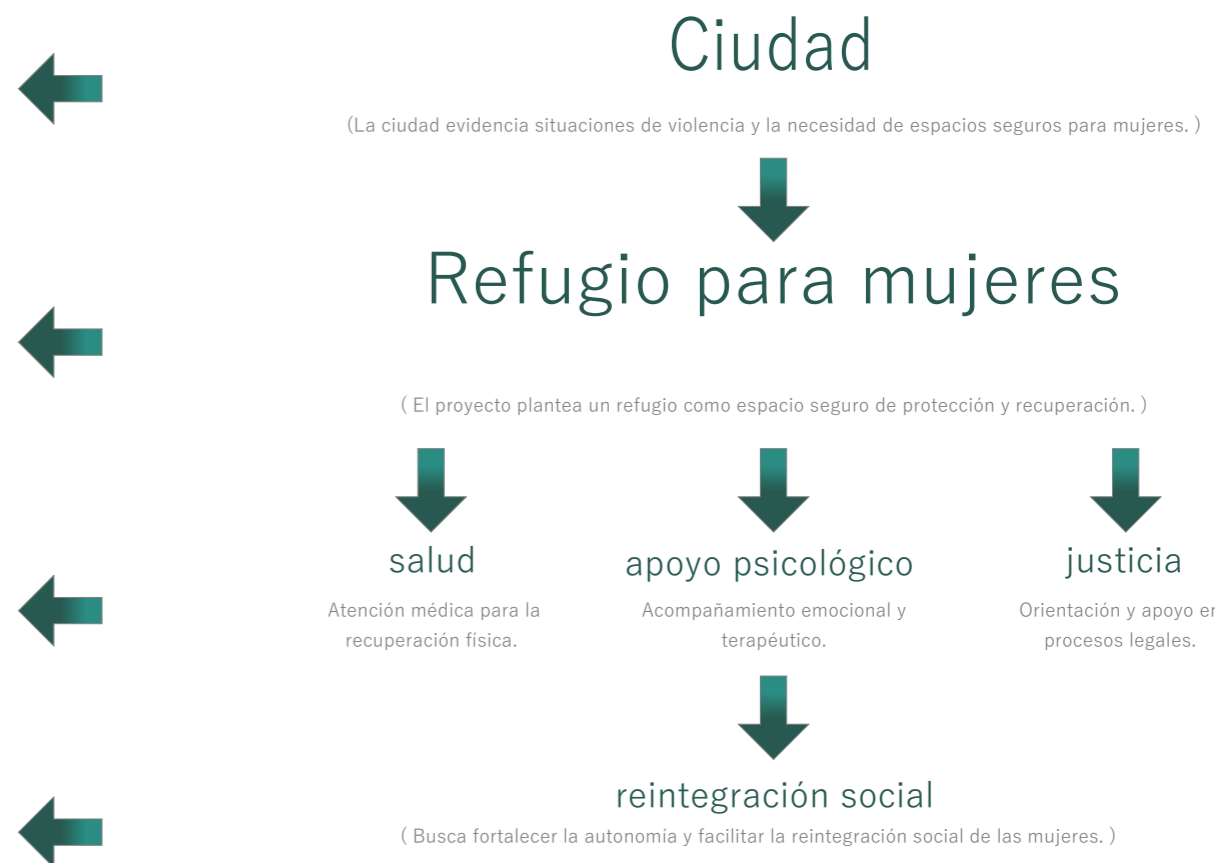 Ciudad
(La ciudad evidencia situaciones de violencia y la necesidad de espacios seguros para mujeres. )
Refugio para mujeres
( El proyecto plantea un refugio como espacio seguro de protección y recuperación. )
salud
Atención médica para la
recuperación física.
apoyo psicológico
Acompañamiento emocional y
terapéutico.
justicia
Orientación y apoyo en
procesos legales.
reintegración social
( Busca fortalecer la autonomía y facilitar la reintegración social de las mujeres. )